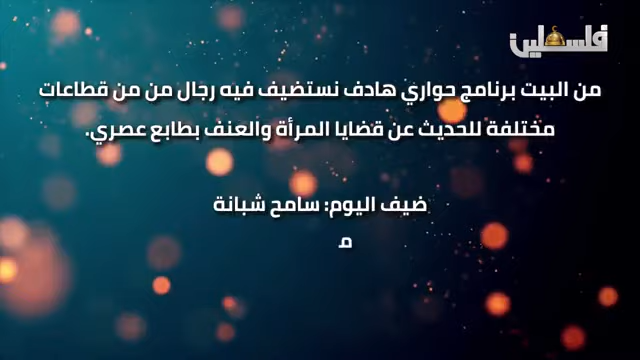 فلسطين
من البيت برنامج حواري هادف نستضيف فيه رجال من من قطاعات
مختلفة للحديث عن قضايا المرأة والعنف بطابع عصري.
ضيف اليوم: سامح شبانة
م